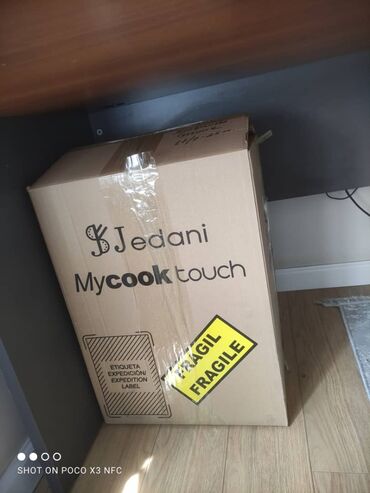 Jedani
Mycook touch
ETIQUETA
EXPEDICIÓN/
EXPEDITION
LABEL
FRÁGIL
FRAGILE
SHOT ON POCO X3 NFC